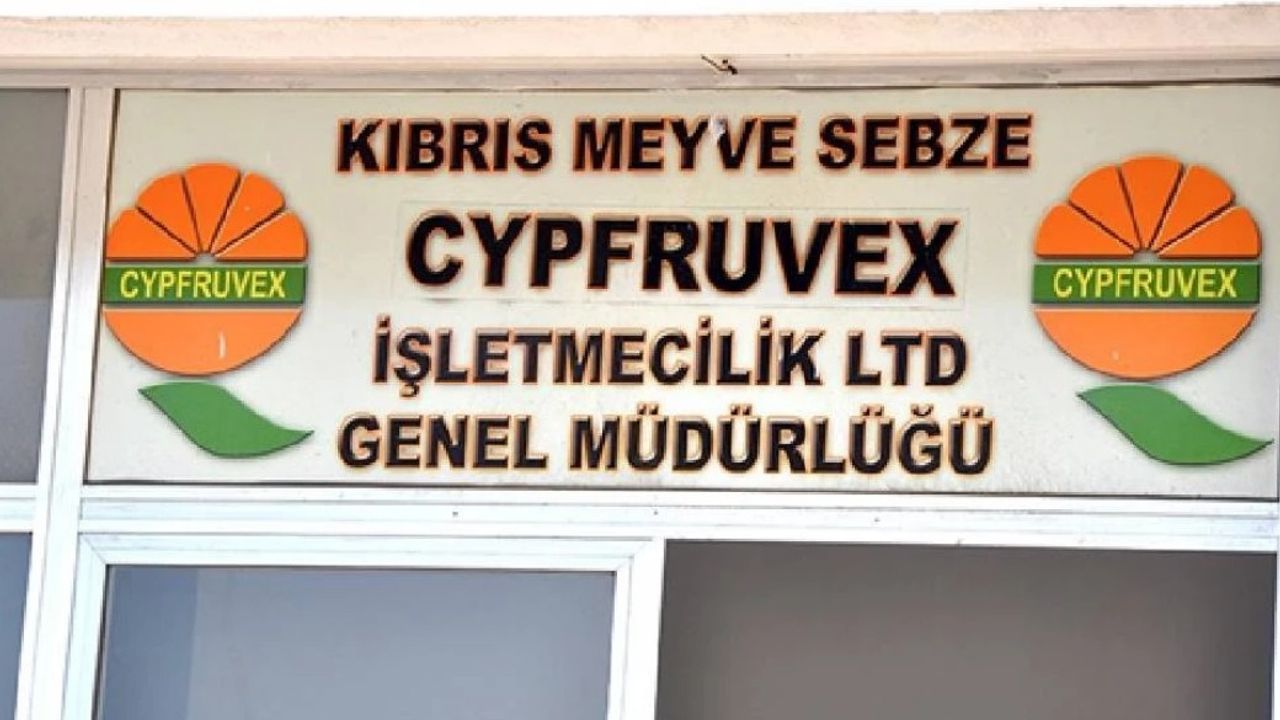 KIBRIS MEYVE SEBZE
CYPFRUVEX
İŞLETMECİLİK LTD
GENEL MÜDÜRLÜĞÜ
CYPFRUVEX
CYPFRUVEX